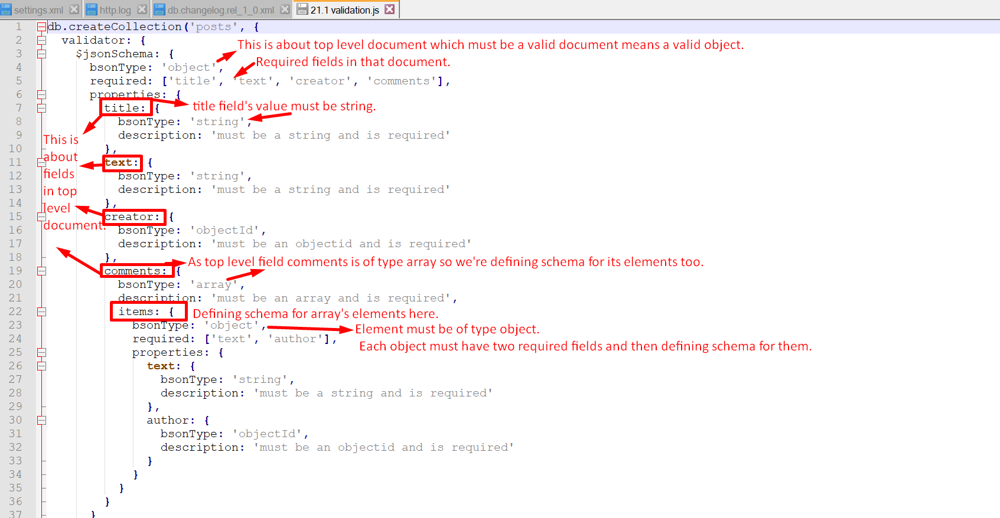 settings.xml http.log db.changelog.rel_1_0.xml 21.1 validation.js
1 db.createCollection('posts', {
2 validator: {
This is about top level document which must be a valid document means a valid object.
3 $jsonSchema: {
Required fields in that document.
4 bsonType: 'object',
5 required: ['title', 'text', 'creator', 'comments'],
6 properties: {
7 title: {
title field's value must be string.
8 bsonType: 'string',
9 description: 'must be a string and is required'
This is
about
fields
in top
level
document.
10 },
11 text: {
12 bsonType: 'string',
13 description: 'must be a string and is required'
14 },
15 creator: {
16 bsonType: 'objectId',
17 description: 'must be an objectid and is required'
18 },
As top level field comments is of type array so we're defining schema for its elements too.
19 comments: {
20 bsonType: 'array',
21 description: 'must be an array and is required',
22 items: {
Defining schema for array's elements here.
23 bsonType: 'object',
Element must be of type object.
24 required: ['text', 'author'],
Each object must have two required fields and then defining schema for them.
25 properties: {
26 text: {
27 bsonType: 'string',
28 description: 'must be a string and is required'
29 },
30 author: {
31 bsonType: 'objectId',
32 description: 'must be an objectid and is required'
33 }
34 }
35 }
36 }
37 }